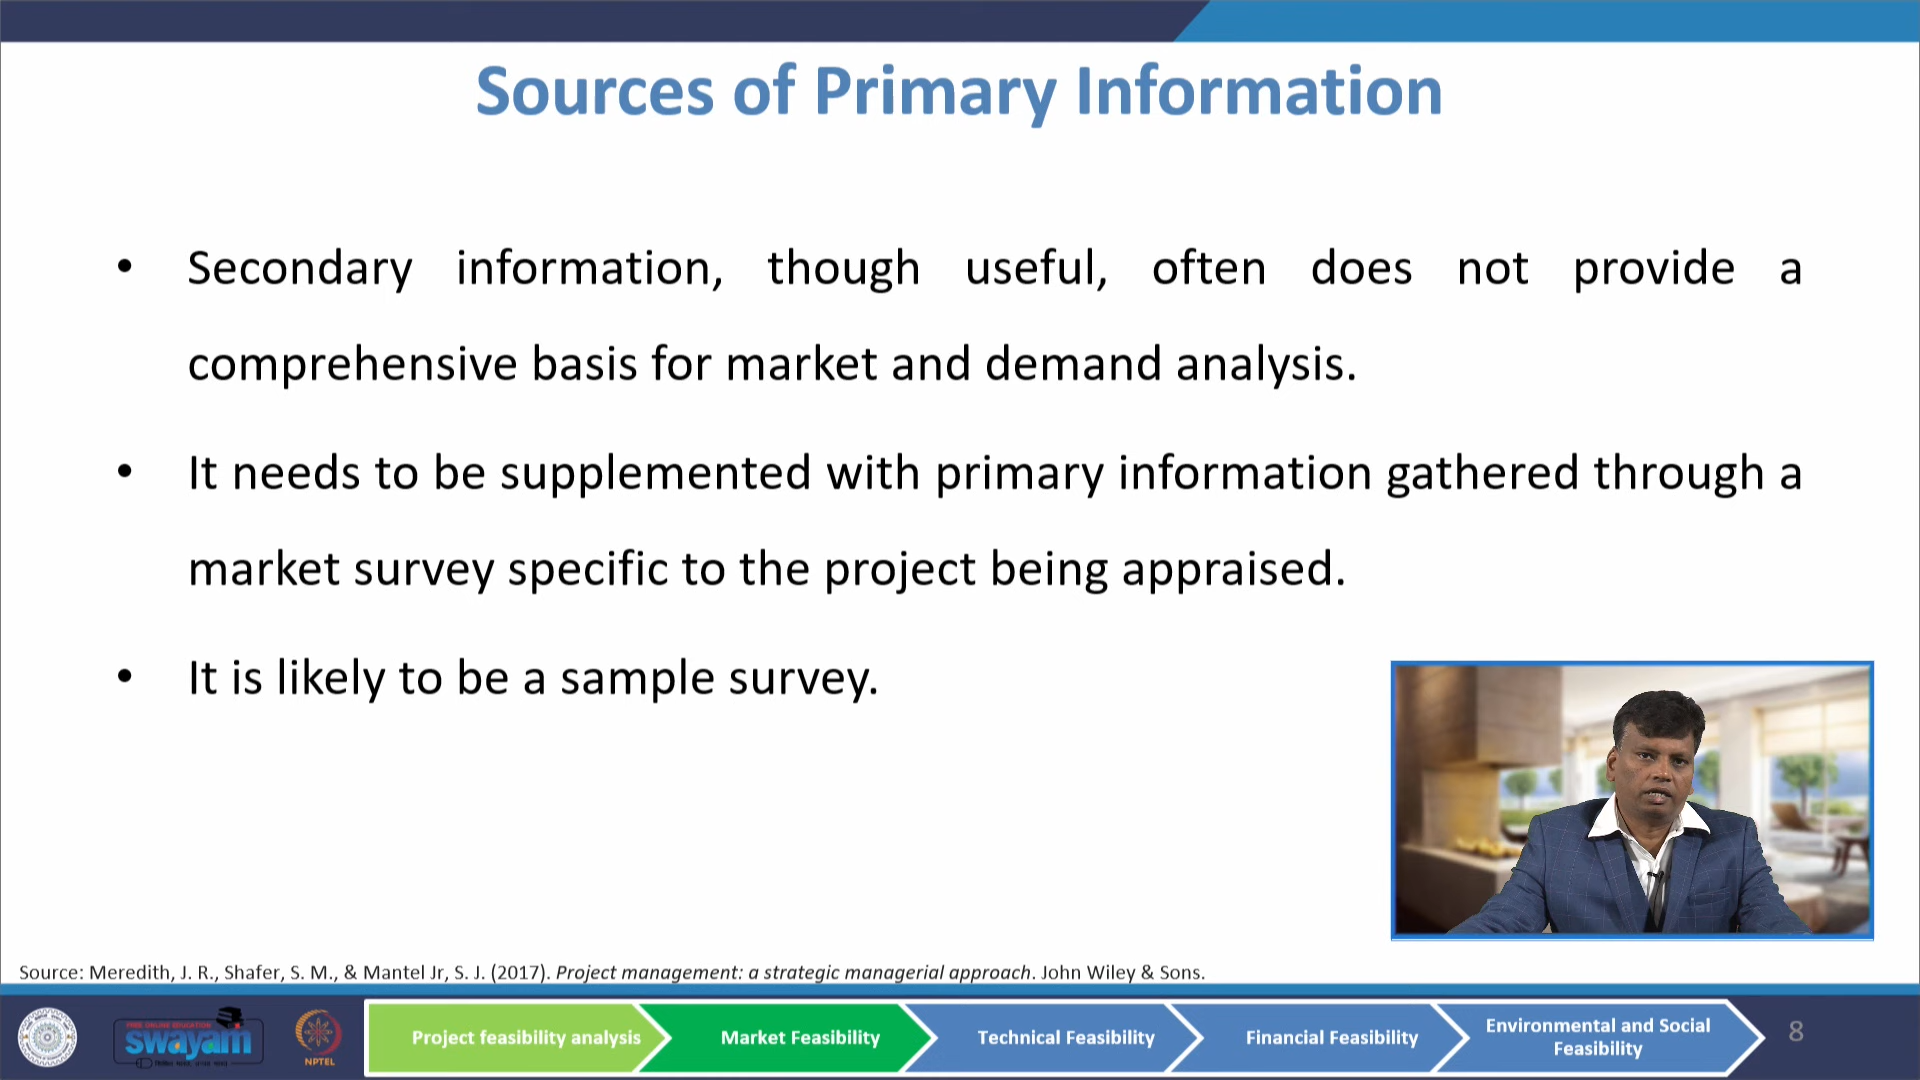 Sources of Primary Information
• Secondary information, though useful, often does not provide a
comprehensive basis for market and demand analysis.
• It needs to be supplemented with primary information gathered through a
market survey specific to the project being appraised.
• It is likely to be a sample survey.
Source: Meredith, J. R., Shafer, S. M., & Mantel Jr, S. J. (2017). Project management: a strategic managerial approach. John Wiley & Sons.
FREE ONLINE EDUCATION
swayam
NPTEL
Project feasibility analysis
Market Feasibility
Technical Feasibility
Financial Feasibility
Environmental and Social
Feasibility
8